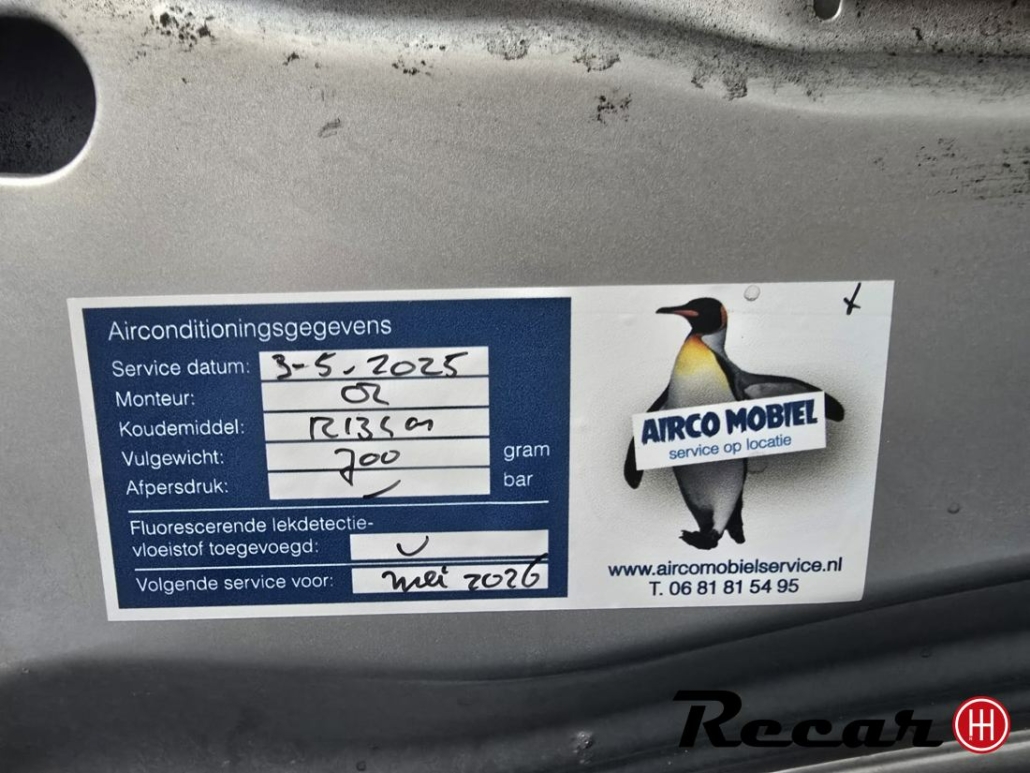 Airconditioningsgegevens
Service datum: 3-5-2025
Monteur: OR
Koudemiddel: R134a
Vulgewicht: 700 gram
Afpersdruk: bar
Fluorescerende lekdetectie-
vloeistof toegevoegd:
Volgende service voor: mei 2026
AIRCO MOBIEL
service op locatie
www.aircomobielservice.nl
T. 06 81 81 54 95
Recar